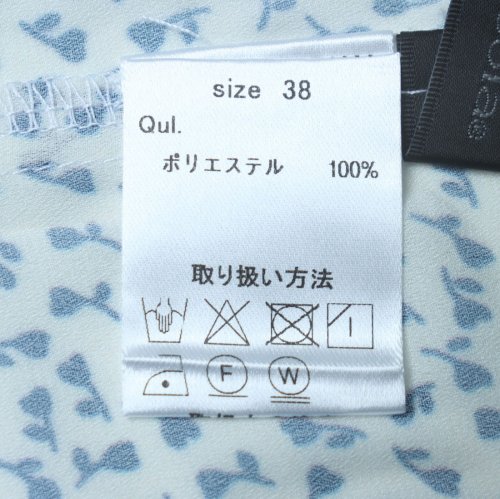 size 38
Qul.
ポリエステル 100%
取り扱い方法
F W